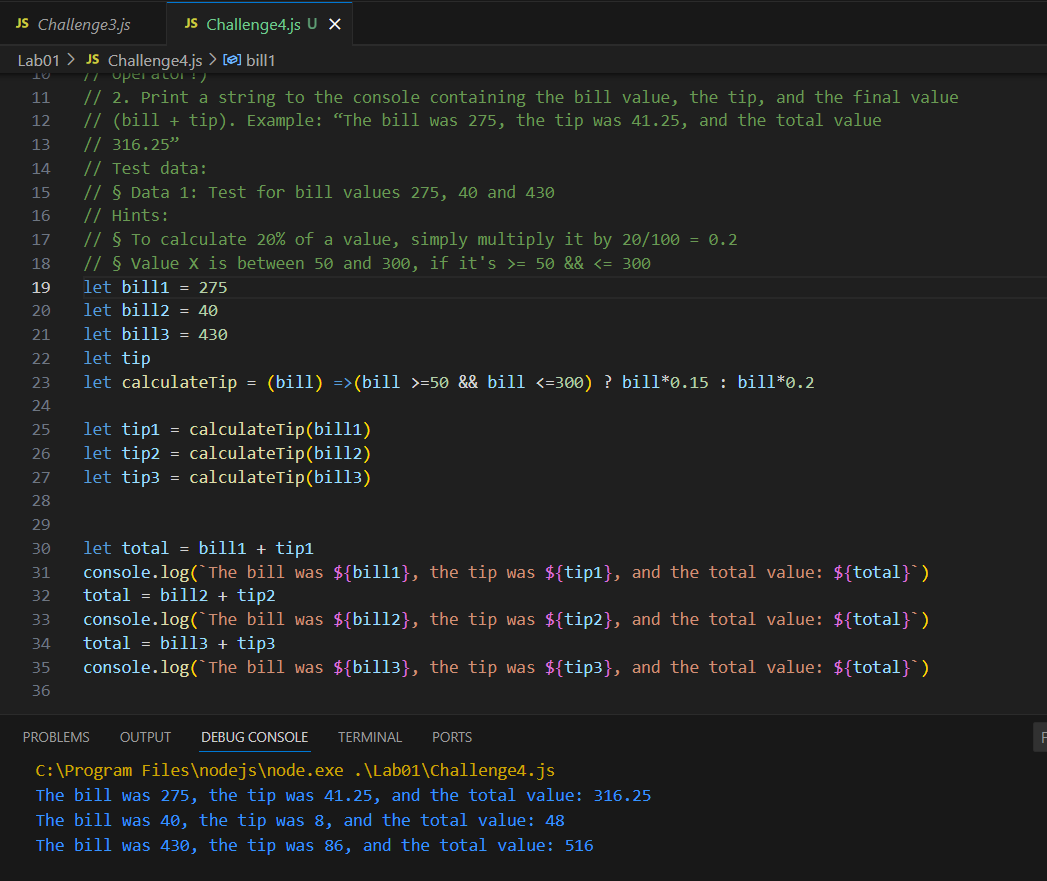 JS Challenge3.js
JS Challenge4.js U ×
Lab01 > JS Challenge4.js > bill1
10 // operator!)
11 // 2. Print a string to the console containing the bill value, the tip, and the final value
12 // (bill + tip). Example: “The bill was 275, the tip was 41.25, and the total value
13 // 316.25”
14 // Test data:
15 // § Data 1: Test for bill values 275, 40 and 430
16 // Hints:
17 // § To calculate 20% of a value, simply multiply it by 20/100 = 0.2
18 // § Value X is between 50 and 300, if it's >= 50 && <= 300
19 let bill1 = 275
20 let bill2 = 40
21 let bill3 = 430
22 let tip
23 let calculateTip = (bill) =>(bill >=50 && bill <=300) ? bill*0.15 : bill*0.2
24
25 let tip1 = calculateTip(bill1)
26 let tip2 = calculateTip(bill2)
27 let tip3 = calculateTip(bill3)
28
29
30 let total = bill1 + tip1
31 console.log(`The bill was ${bill1}, the tip was ${tip1}, and the total value: ${total}`)
32 total = bill2 + tip2
33 console.log(`The bill was ${bill2}, the tip was ${tip2}, and the total value: ${total}`)
34 total = bill3 + tip3
35 console.log(`The bill was ${bill3}, the tip was ${tip3}, and the total value: ${total}`)
36
PROBLEMS OUTPUT DEBUG CONSOLE TERMINAL PORTS
C:\Program Files\nodejs\node.exe .\Lab01\Challenge4.js
The bill was 275, the tip was 41.25, and the total value: 316.25
The bill was 40, the tip was 8, and the total value: 48
The bill was 430, the tip was 86, and the total value: 516